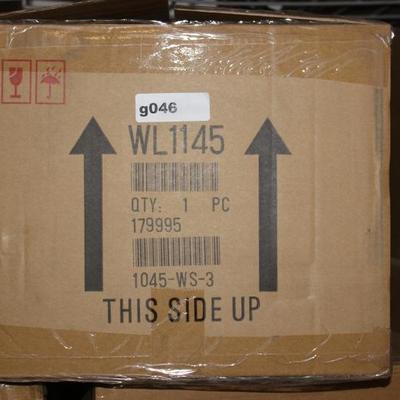 g046
WL1145
QTY: 1 PC
179995
1045-WS-3
THIS SIDE UP